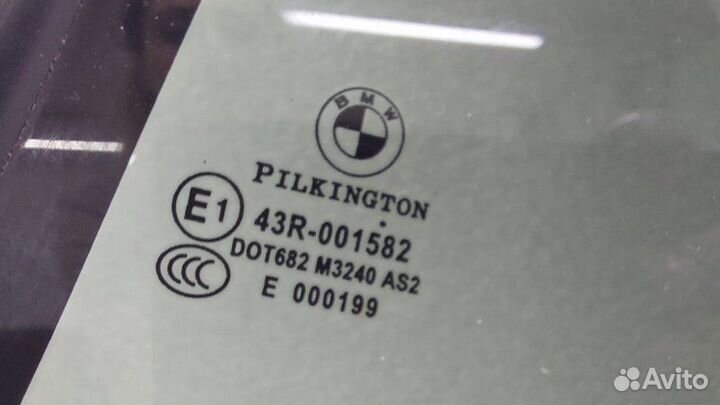 BMW
PILKINGTON
E1 43R-001582
CCC DOT682 M3240 AS2
E 000199
Avito